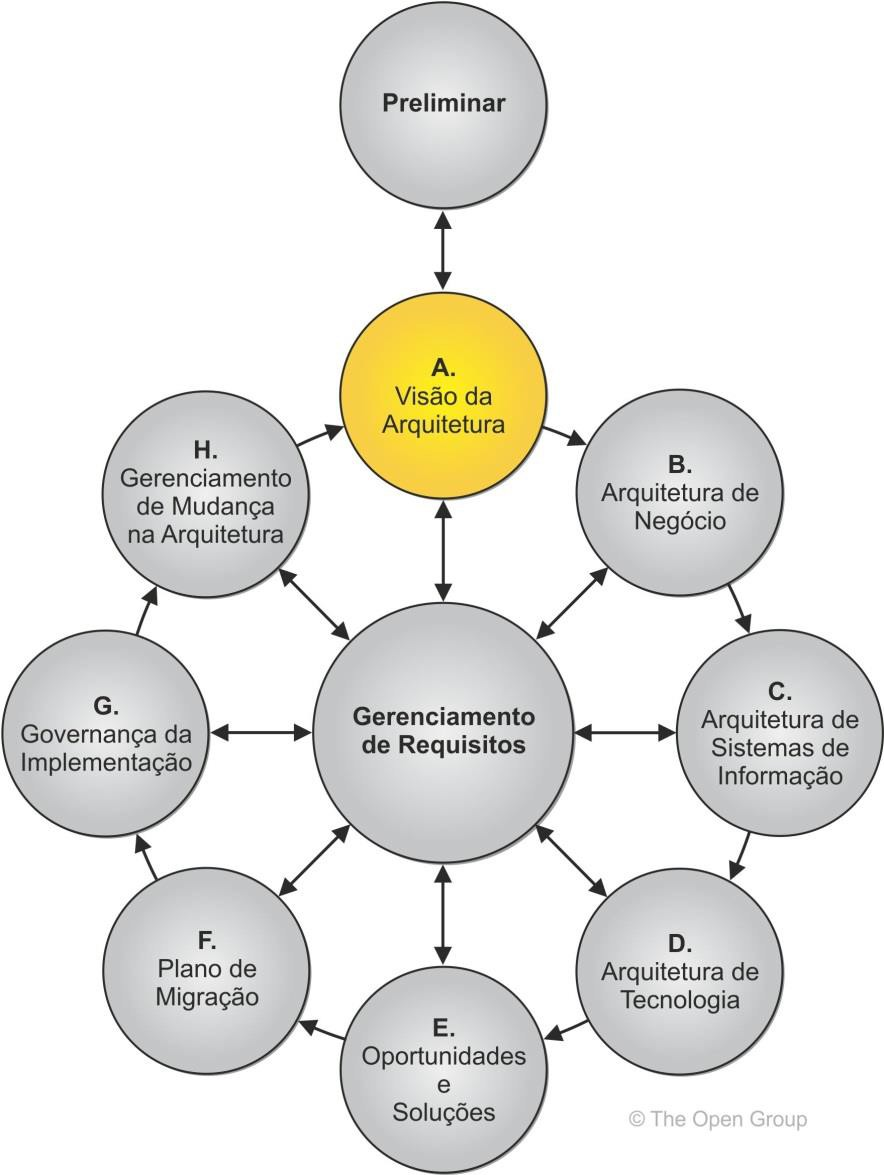 Preliminar
A.
Visão da
Arquitetura
B.
Arquitetura de
Negócio
C.
Arquitetura de
Sistemas de
Informação
D.
Arquitetura de
Tecnologia
E.
Oportunidades
e
Soluções
F.
Plano de
Migração
G.
Governança da
Implementação
H.
Gerenciamento
de Mudança
na Arquitetura
Gerenciamento
de Requisitos
© The Open Group